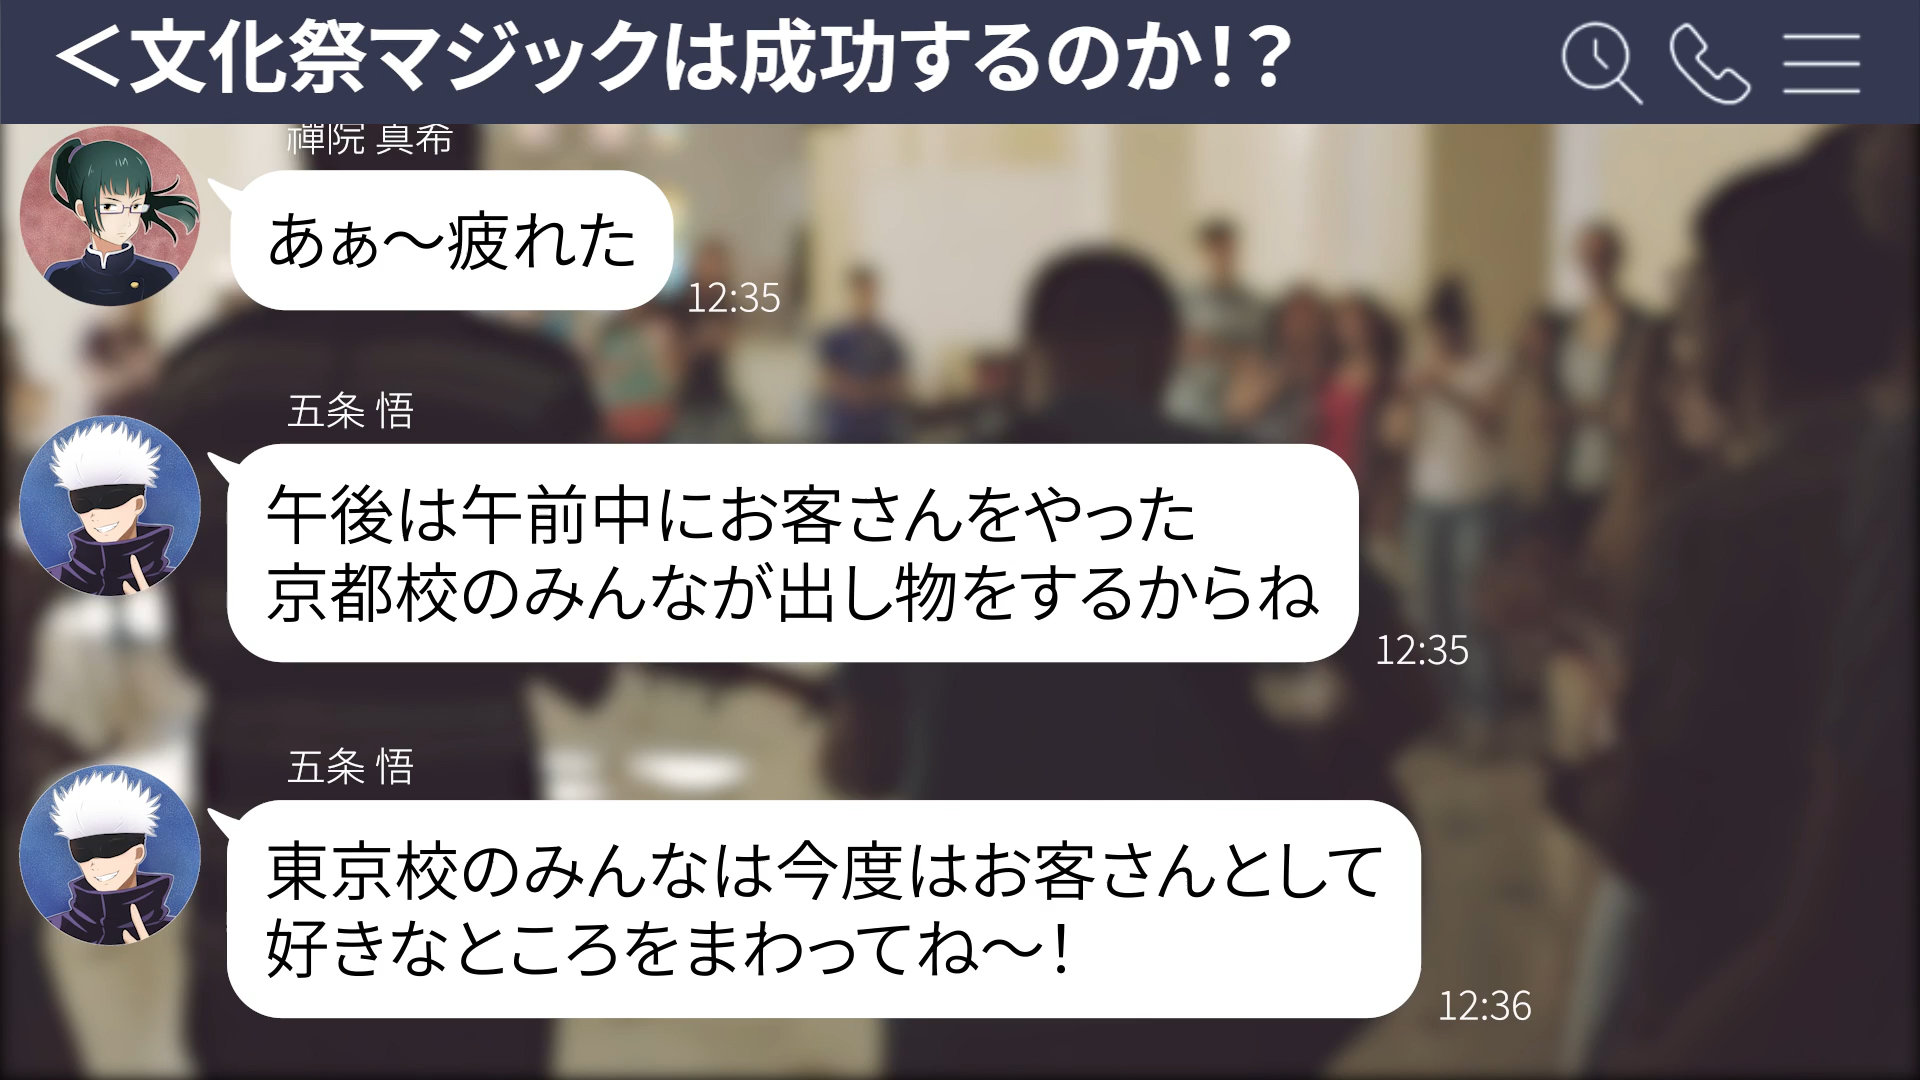 ＜文化祭マジックは成功するのか！？
禪院 真希
あぁ～疲れた
12:35
五条 悟
午後は午前中にお客さんをやった
京都校のみんなが出し物をするからね
12:35
五条 悟
東京校のみんなは今度はお客さんとして
好きなところをまわってね～！
12:36